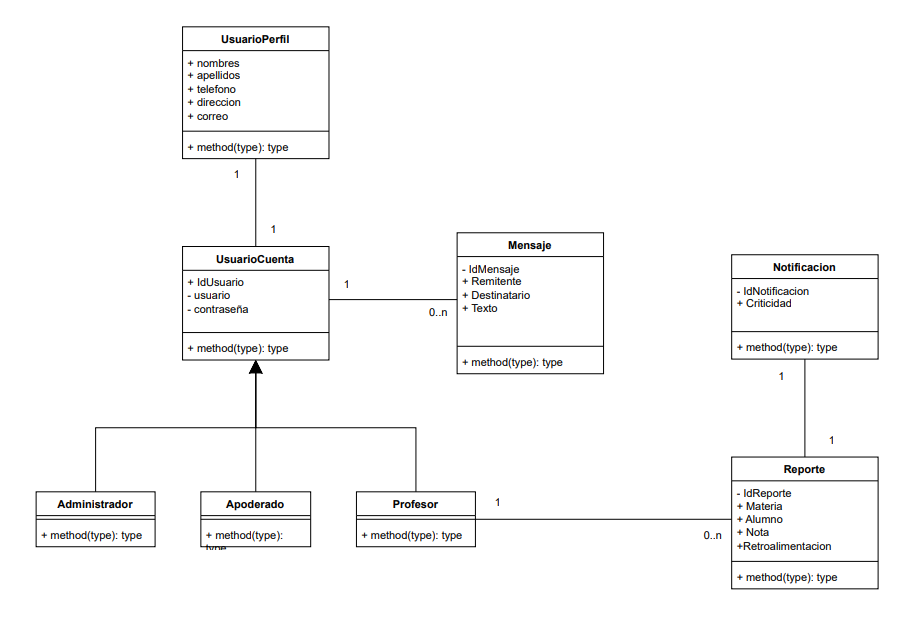 UsuarioPerfil
+ nombres
+ apellidos
+ telefono
+ direccion
+ correo
+ method(type): type
1
1
UsuarioCuenta
+ IdUsuario
- usuario
- contraseña
+ method(type): type
1
0..n
Mensaje
- IdMensaje
+ Remitente
+ Destinatario
+ Texto
+ method(type): type
Notificacion
- IdNotificacion
+ Criticidad
+ method(type): type
1
1
Administrador
+ method(type): type
Apoderado
+ method(type):
type
Profesor
+ method(type): type
1
0..n
Reporte
- IdReporte
+ Materia
+ Alumno
+ Nota
+Retroalimentacion
+ method(type): type